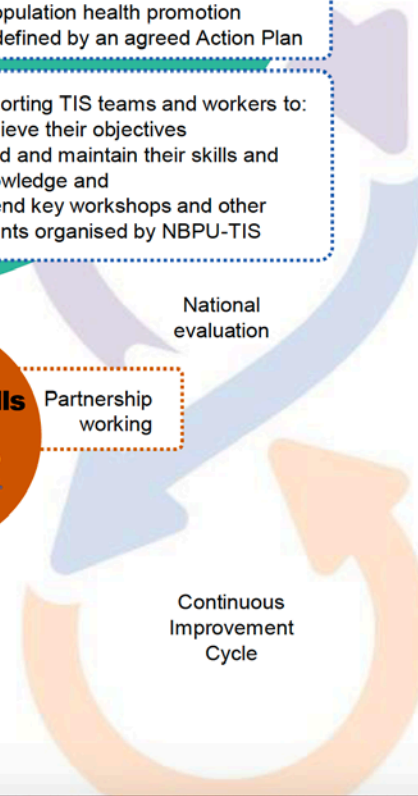 opulation health promotion
defined by an agreed Action Plan
orting TIS teams and workers to:
ieve their objectives
d and maintain their skills and
owledge and
end key workshops and other
nts organised by NBPU-TIS
National
evaluation
lls
Partnership
working
Continuous
Improvement
Cycle